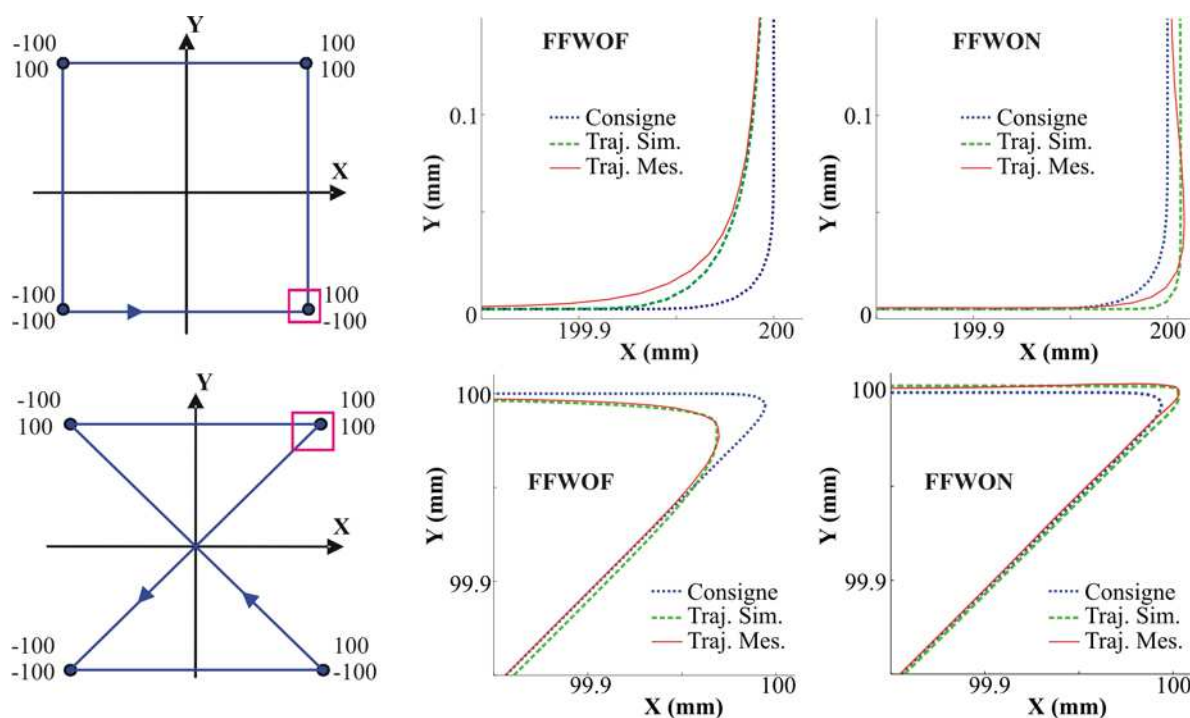 Y
-100
100
100
100
X
-100
-100
100
-100
FFWOF
0.1
Consigne
Traj. Sim.
Traj. Mes.
Y (mm)
0
199.9
200
X (mm)
FFWON
0.1
Consigne
Traj. Sim.
Traj. Mes.
Y (mm)
0
199.9
200
X (mm)
Y
-100
100
100
100
X
-100
-100
100
-100
100
FFWOF
Y (mm)
99.9
Consigne
Traj. Sim.
Traj. Mes.
99.9
100
X (mm)
100
FFWON
Y (mm)
99.9
Consigne
Traj. Sim.
Traj. Mes.
99.9
100
X (mm)